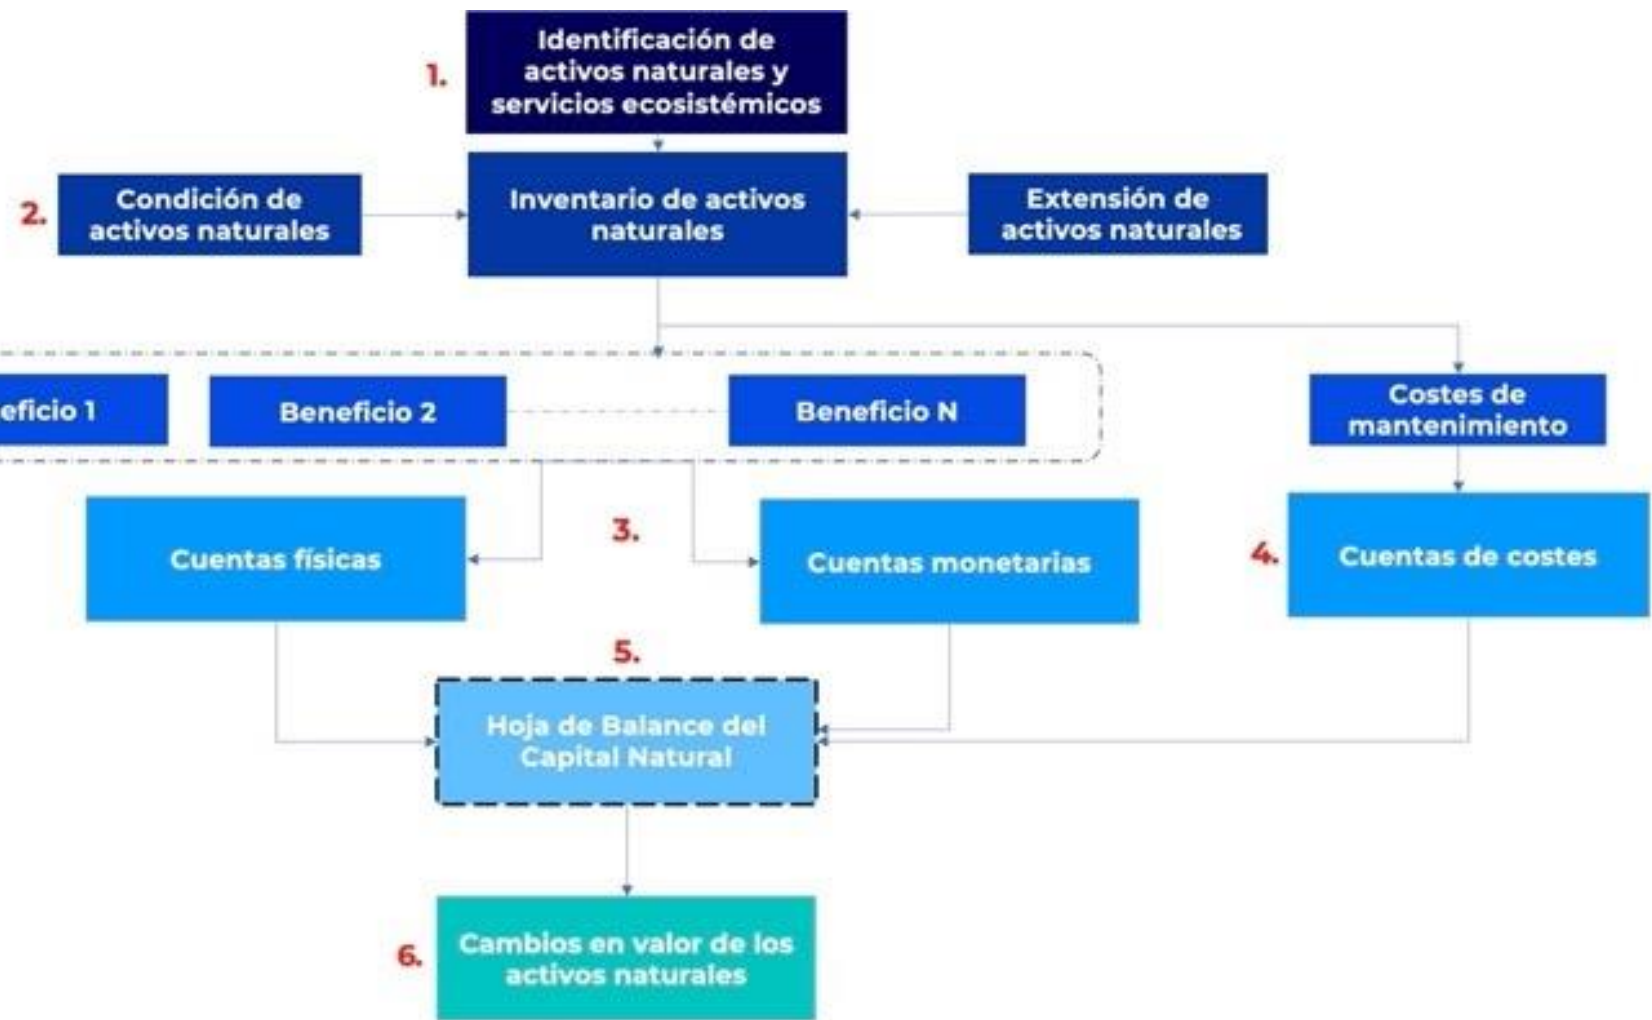 1.
Identificación de
activos naturales y
servicios ecosistémicos
2.
Condición de
activos naturales
Inventario de activos
naturales
Extensión de
activos naturales
eficio 1
Beneficio 2
Beneficio N
Costes de
mantenimiento
Cuentas físicas
3.
Cuentas monetarias
4.
Cuentas de costes
5.
Hoja de Balance del
Capital Natural
6.
Cambios en valor de los
activos naturales